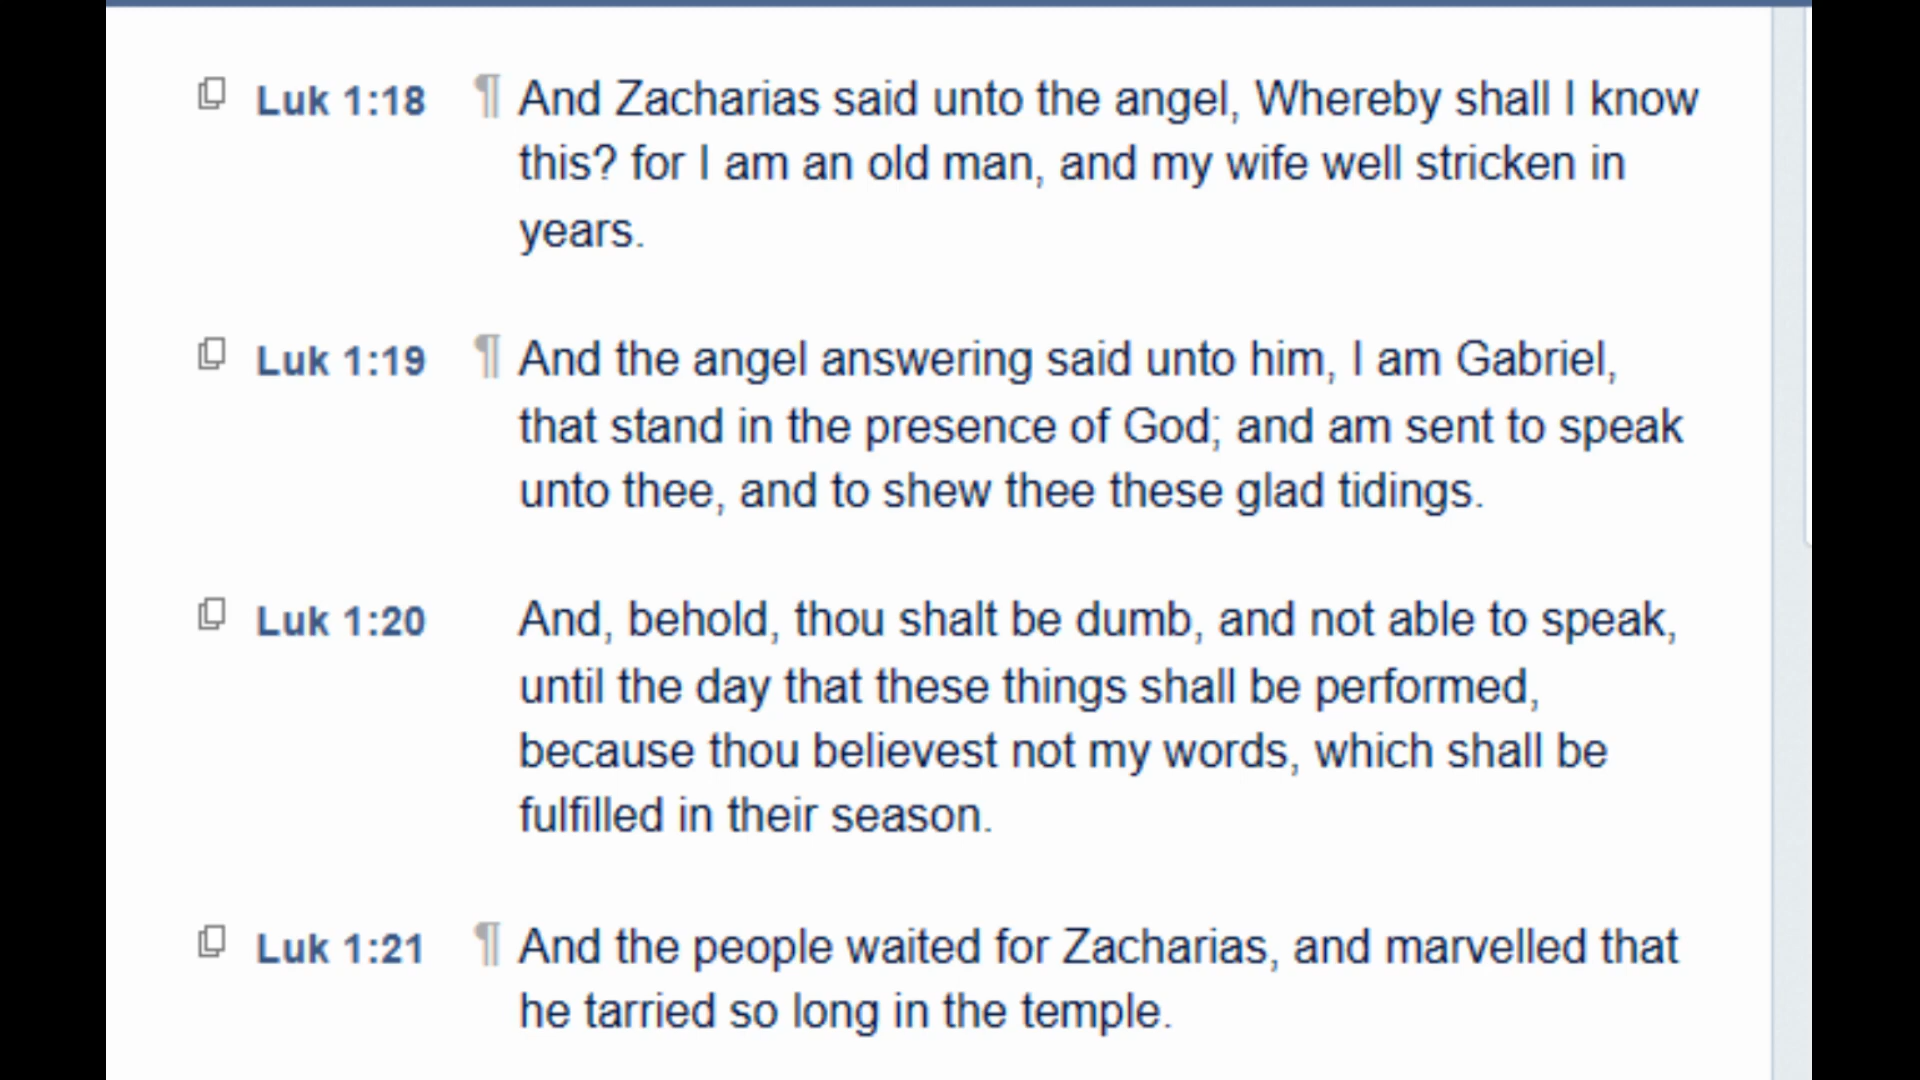 Luk 1:18 ¶ And Zacharias said unto the angel, Whereby shall I know
this? for I am an old man, and my wife well stricken in
years.
Luk 1:19 ¶ And the angel answering said unto him, I am Gabriel,
that stand in the presence of God; and am sent to speak
unto thee, and to shew thee these glad tidings.
Luk 1:20 And, behold, thou shalt be dumb, and not able to speak,
until the day that these things shall be performed,
because thou believest not my words, which shall be
fulfilled in their season.
Luk 1:21 ¶ And the people waited for Zacharias, and marvelled that
he tarried so long in the temple.